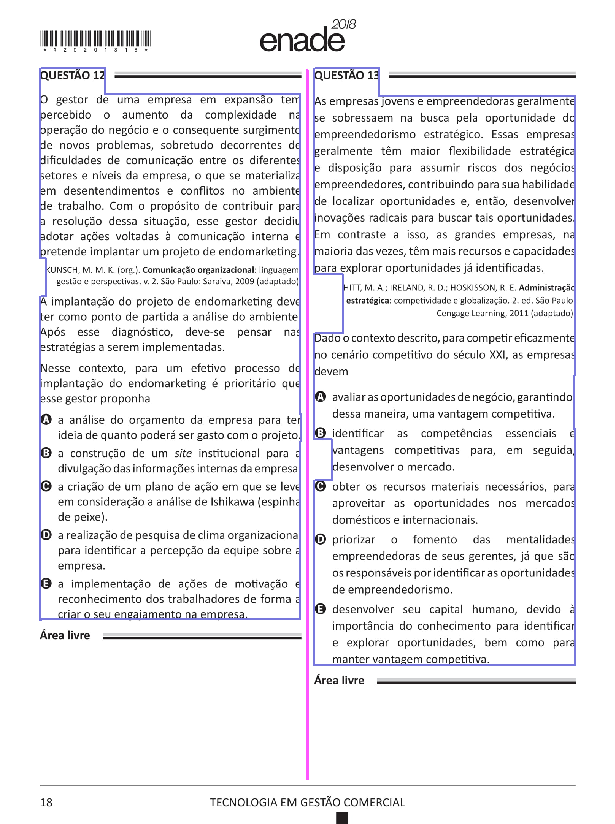 *R2020181B*
enade2018
QUESTÃO 12
O gestor de uma empresa em expansão tem
percebido o aumento da complexidade na
operação do negócio e o consequente surgimento
de novos problemas, sobretudo decorrentes de
dificuldades de comunicação entre os diferentes
setores e níveis da empresa, o que se materializa
em desentendimentos e conflitos no ambiente
de trabalho. Com o propósito de contribuir para
a resolução dessa situação, esse gestor decidiu
adotar ações voltadas à comunicação interna e
pretende implantar um projeto de endomarketing.
KUNSCH, M. M. K. (org.). Comunicação organizacional: linguagem
gestão e perspectivas. v. 2. São Paulo: Saraiva, 2009 (adaptado)
A implantação do projeto de endomarketing deve
ter como ponto de partida a análise do ambiente.
Após esse diagnóstico, deve-se pensar nas
estratégias a serem implementadas.
Nesse contexto, para um efetivo processo de
implantação do endomarketing é prioritário que
esse gestor proponha
A a análise do orçamento da empresa para ter
ideia de quanto poderá ser gasto com o projeto.
B a construção de um site institucional para a
divulgação das informações internas da empresa
C a criação de um plano de ação em que se leve
em consideração a análise de Ishikawa (espinha
de peixe).
D a realização de pesquisa de clima organizacional
para identificar a percepção da equipe sobre a
empresa.
E a implementação de ações de motivação e
reconhecimento dos trabalhadores de forma a
criar o seu engajamento na empresa.
Área livre
QUESTÃO 13
As empresas jovens e empreendedoras geralmente
se sobressaem na busca pela oportunidade do
empreendedorismo estratégico. Essas empresas
geralmente têm maior flexibilidade estratégica
e disposição para assumir riscos dos negócios
empreendedores, contribuindo para sua habilidade
de localizar oportunidades e, então, desenvolver
inovações radicais para buscar tais oportunidades.
Em contraste a isso, as grandes empresas, na
maioria das vezes, têm mais recursos e capacidades
para explorar oportunidades já identificadas.
HITT, M. A.; IRELAND, R. D.; HOSKISSON, R. E. Administração
estratégica: competividade e globalização. 2. ed. São Paulo
Cengage Learning, 2011 (adaptado)
Dado o contexto descrito, para competir eficazmente
no cenário competitivo do século XXI, as empresas
devem
A avaliar as oportunidades de negócio, garantindo,
dessa maneira, uma vantagem competitiva.
B identificar as competências essenciais e
vantagens competitivas para, em seguida,
desenvolver o mercado.
C obter os recursos materiais necessários, para
aproveitar as oportunidades nos mercados
domésticos e internacionais.
D priorizar o fomento das mentalidades
empreendedoras de seus gerentes, já que são
os responsáveis por identificar as oportunidades
de empreendedorismo.
E desenvolver seu capital humano, devido à
importância do conhecimento para identificar
e explorar oportunidades, bem como para
manter vantagem competitiva.
Área livre
18
TECNOLOGIA EM GESTÃO COMERCIAL